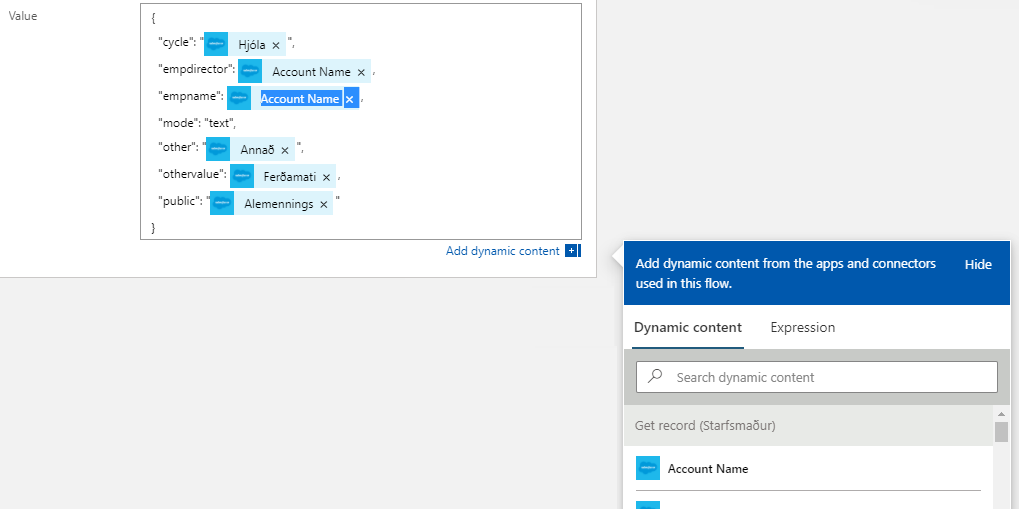 Value
{
"cycle": " Hjóla × ",
"empdirector": Account Name × ,
"empname": Account Name × ,
"mode": "text",
"other": " Annað × ",
"othervalue": Ferðamati × ,
"public": " Alemennings × "
}
Add dynamic content
Add dynamic content from the apps and connectors
used in this flow.
Hide
Dynamic content Expression
Search dynamic content
Get record (Starfsmaður)
Account Name